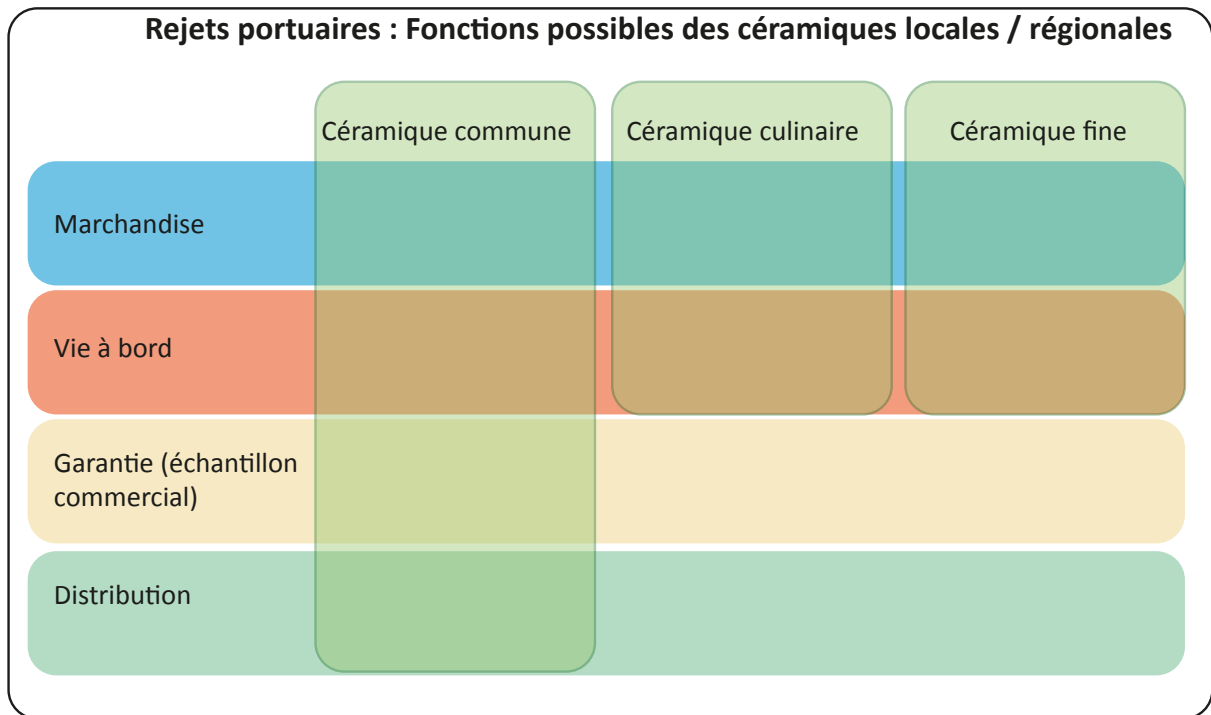 Rejets portuaires : Fonctions possibles des céramiques locales / régionales
Céramique commune
Céramique culinaire
Céramique fine
Marchandise
Vie à bord
Garantie (échantillon
commercial)
Distribution